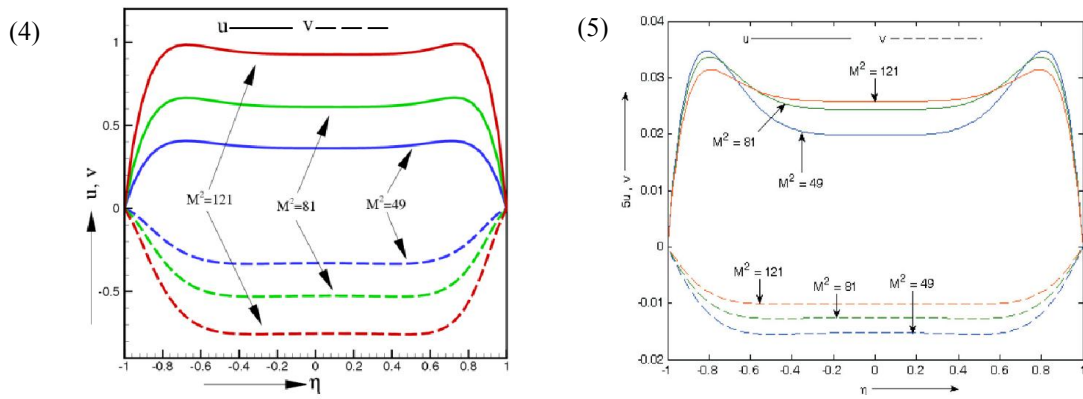 (4)
u v
1
0.5
0
-0.5
u, v
M²=121
M²=81
M²=49
-1 -0.8 -0.6 -0.4 -0.2 0 0.2 0.4 0.6 0.8 1
η
(5)
0.04
0.03
0.02
0.01
0
-0.01
-0.02
5u, v
u v
M² = 121
M² = 81
M² = 49
M² = 121
M² = 81
M² = 49
-1 -0.8 -0.6 -0.4 -0.2 0 0.2 0.4 0.6 0.8 1
η